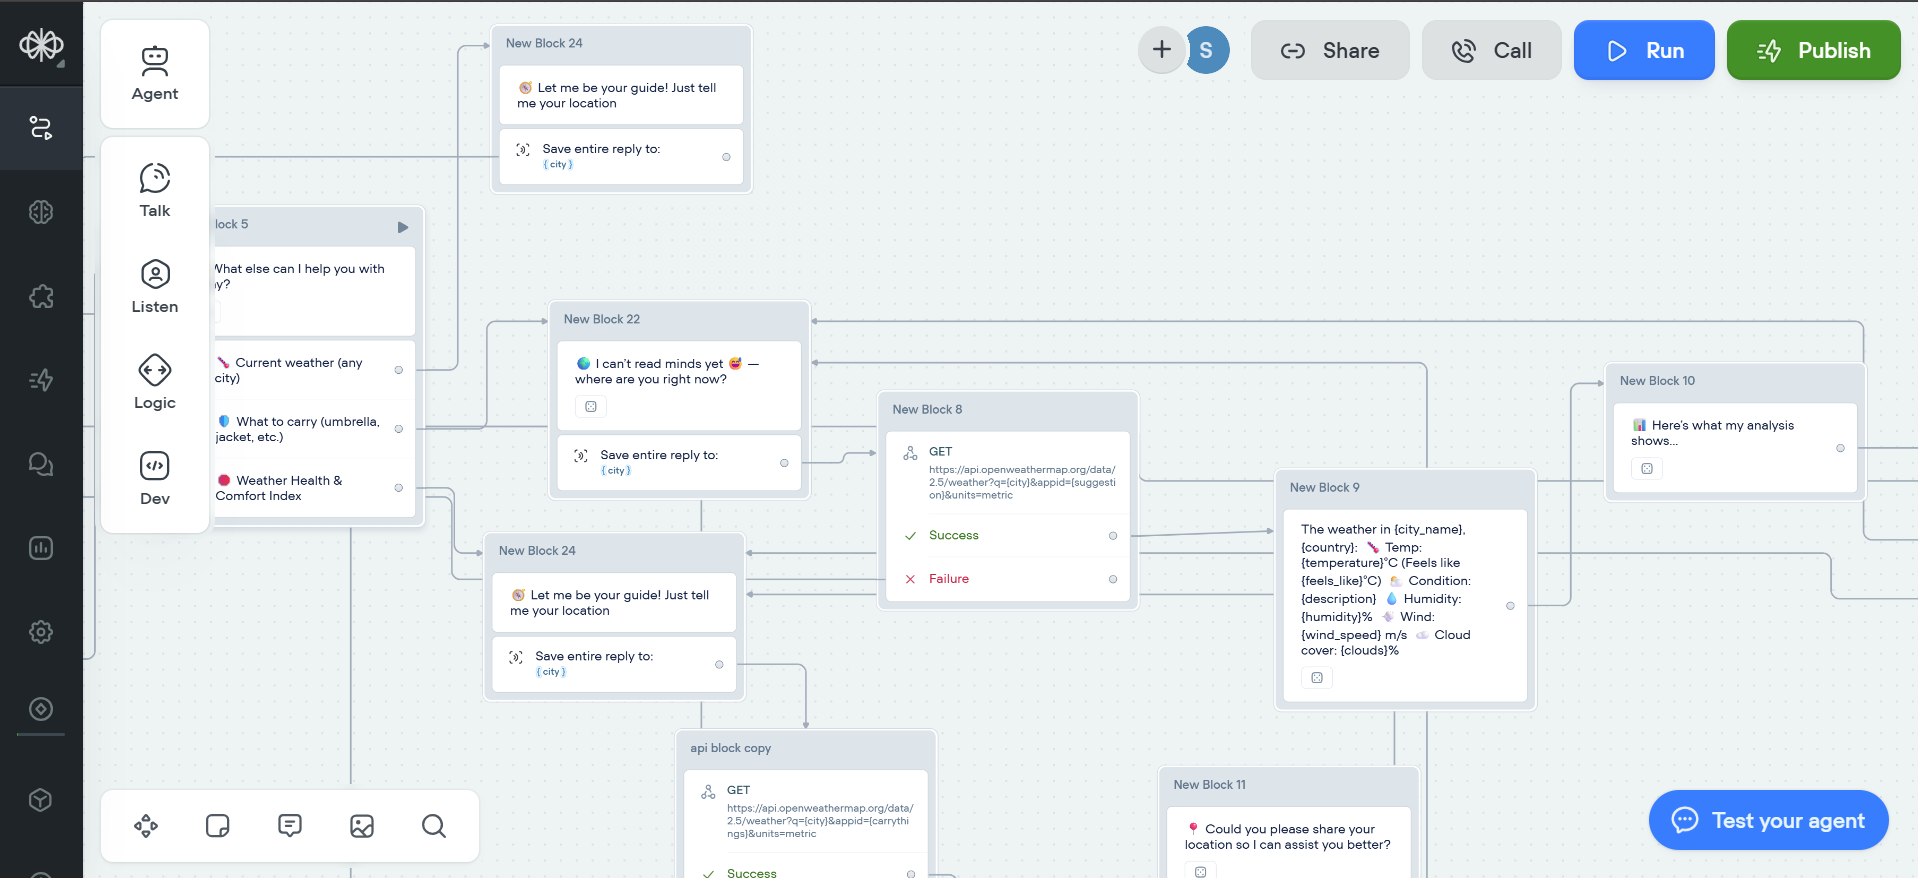 Agent
Talk
Listen
Logic
Dev
S
Share
Call
Run
Publish
New Block 24
Let me be your guide! Just tell
me your location
Save entire reply to:
{city}
lock 5
What else can I help you with
ay?
Current weather (any
city)
What to carry (umbrella,
jacket, etc.)
Weather Health &
Comfort Index
New Block 22
I can't read minds yet —
where are you right now?
Save entire reply to:
{city}
New Block 8
GET
https://api.openweathermap.org/data/
2.5/weather?q={city}&appid={suggesti
on}&units=metric
Success
Failure
New Block 9
The weather in {city_name},
{country}: Temp:
{temperature}°C (Feels like
{feels_like}°C) Condition:
{description} Humidity:
{humidity}% Wind:
{wind_speed} m/s Cloud
cover: {clouds}%
New Block 10
Here's what my analysis
shows...
New Block 24
Let me be your guide! Just tell
me your location
Save entire reply to:
{city}
api block copy
GET
https://api.openweathermap.org/data/
2.5/weather?q={city}&appid={carrythi
ngs}&units=metric
Success
New Block 11
Could you please share your
location so I can assist you better?
Test your agent